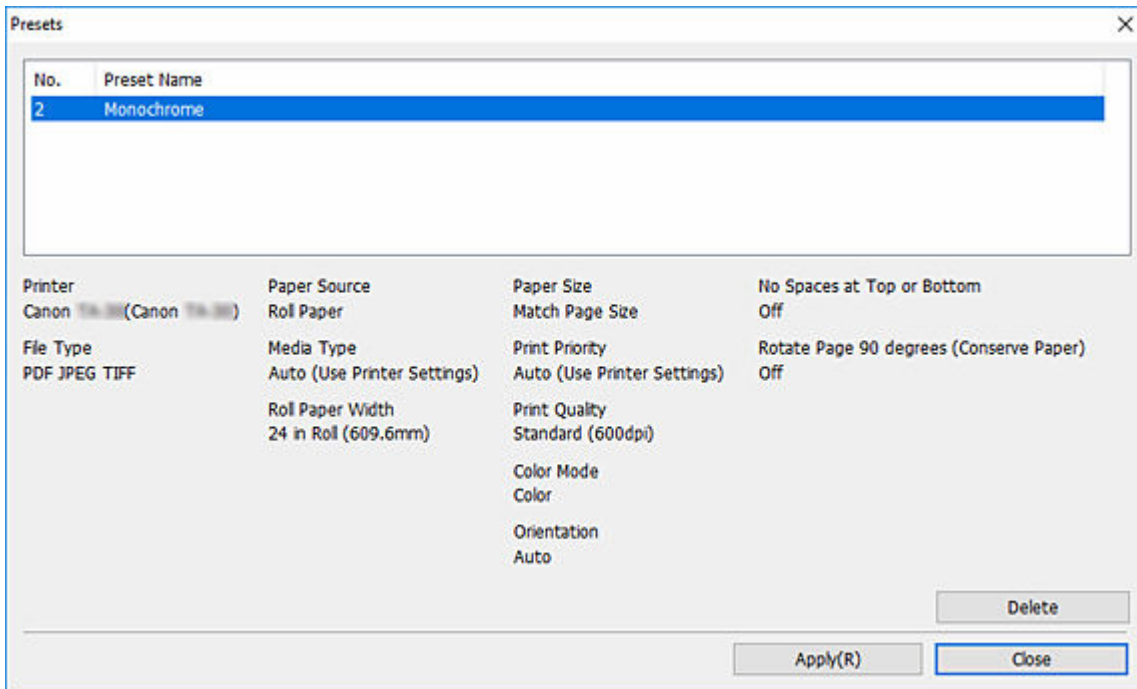 Presets
No. Preset Name
2 Monochrome
Printer
Canon (Canon )
File Type
PDF JPEG TIFF
Paper Source
Roll Paper
Media Type
Auto (Use Printer Settings)
Roll Paper Width
24 in Roll (609.6mm)
Paper Size
Match Page Size
Print Priority
Auto (Use Printer Settings)
Print Quality
Standard (600dpi)
Color Mode
Color
Orientation
Auto
No Spaces at Top or Bottom
Off
Rotate Page 90 degrees (Conserve Paper)
Off
Delete
Apply(R)
Close